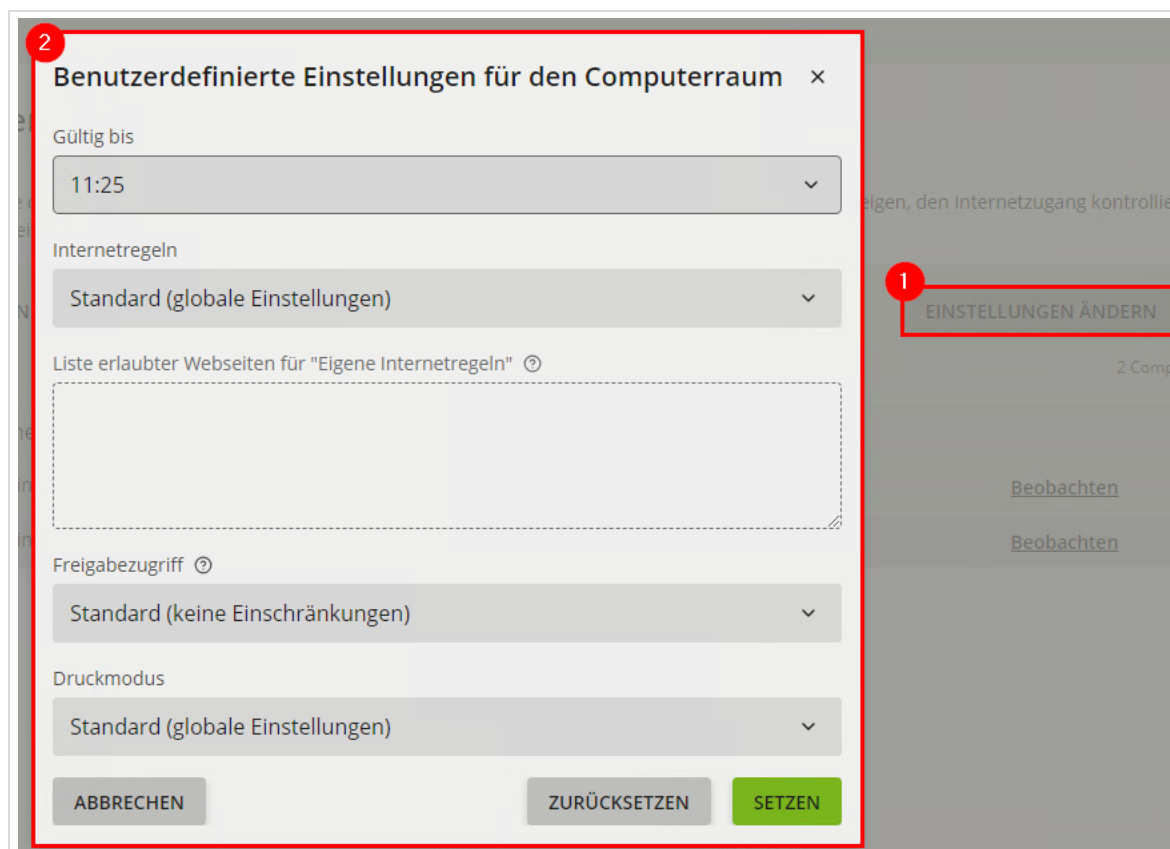 2
Benutzerdefinierte Einstellungen für den Computerraum ×
Gültig bis
11:25
eigen, den Internetzugang kontrollie
Internetregeln
Standard (globale Einstellungen)
1
EINSTELLUNGEN ÄNDERN
Liste erlaubter Webseiten für "Eigene Internetregeln" ?
2 Comp
Beobachten
Beobachten
Freigabezugriff ?
Standard (keine Einschränkungen)
Druckmodus
Standard (globale Einstellungen)
ABBRECHEN
ZURÜCKSETZEN
SETZEN